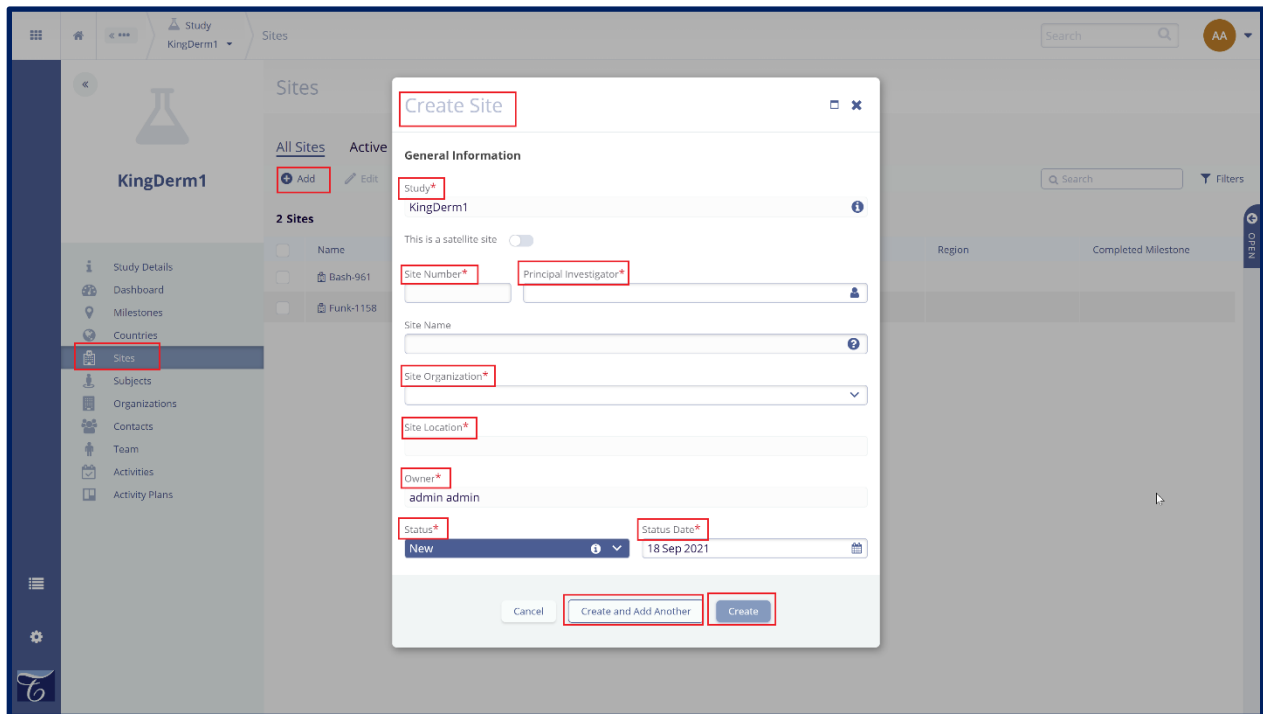 Study
KingDerm1
Sites
Search
AA
KingDerm1
Study Details
Dashboard
Milestones
Countries
Sites
Subjects
Organizations
Contacts
Team
Activities
Activity Plans
Sites
All Sites Active
Add Edit
Search Filters
2 Sites
Name Region Completed Milestone
Bash-961
Funk-1158
OPEN
Create Site
General Information
Study*
KingDerm1
This is a satellite site
Site Number* Principal Investigator*
Site Name
Site Organization*
Site Location*
Owner*
admin admin
Status* Status Date*
New 18 Sep 2021
Cancel Create and Add Another Create